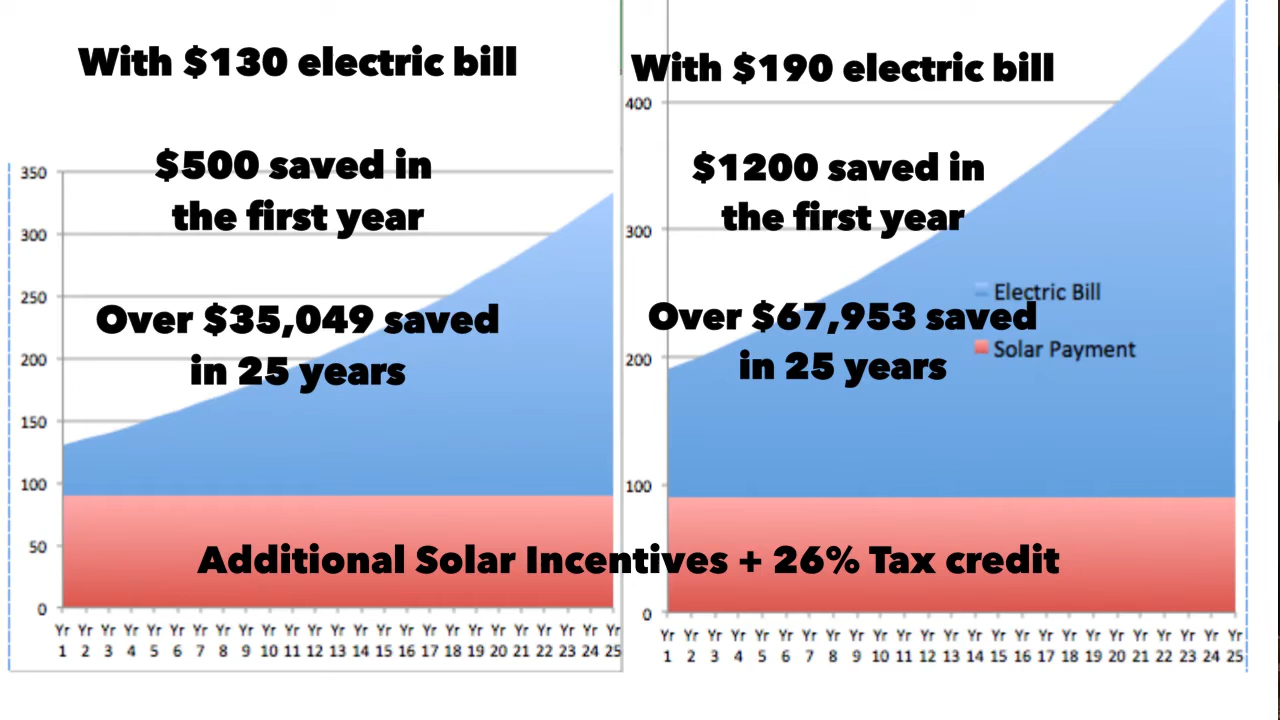 With $130 electric bill
$500 saved in
the first year
Over $35,049 saved
in 25 years
350
300
250
200
150
100
50
0
Yr Yr Yr Yr Yr Yr Yr Yr Yr Yr Yr Yr Yr Yr Yr Yr Yr Yr Yr Yr Yr Yr Yr Yr Yr
1 2 3 4 5 6 7 8 9 10 11 12 13 14 15 16 17 18 19 20 21 22 23 24 25
With $190 electric bill
$1200 saved in
the first year
Over $67,953 saved
in 25 years
400
300
200
100
0
Electric Bill
Solar Payment
Yr Yr Yr Yr Yr Yr Yr Yr Yr Yr Yr Yr Yr Yr Yr Yr Yr Yr Yr Yr Yr Yr Yr Yr Yr
1 2 3 4 5 6 7 8 9 10 11 12 13 14 15 16 17 18 19 20 21 22 23 24 25
Additional Solar Incentives + 26% Tax credit